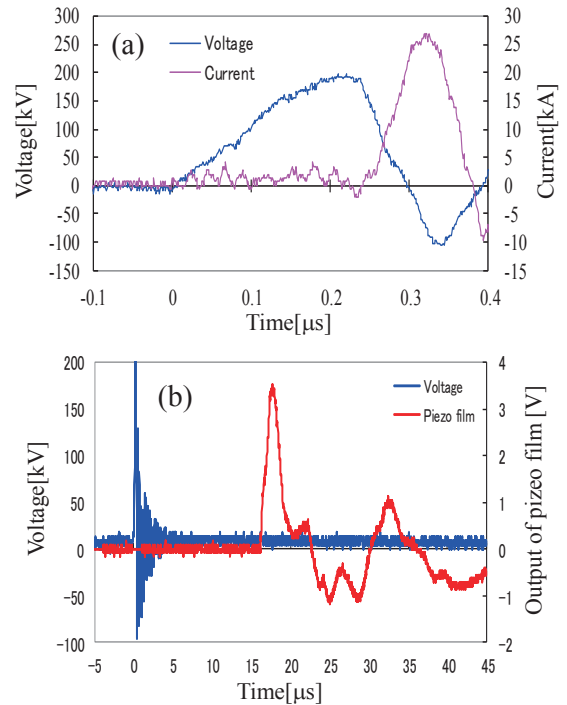 (a)
Voltage
Current
Voltage[kV]
300
250
200
150
100
50
0
-50
-100
-150
Current[kA]
30
25
20
15
10
5
0
-5
-10
-15
-0.1 0 0.1 0.2 0.3 0.4
Time[μs]
(b)
Voltage
Piezo film
Voltage[kV]
200
150
100
50
0
-50
-100
Output of pizeo film [V]
4
3
2
1
0
-1
-2
-5 0 5 10 15 20 25 30 35 40 45
Time[μs]